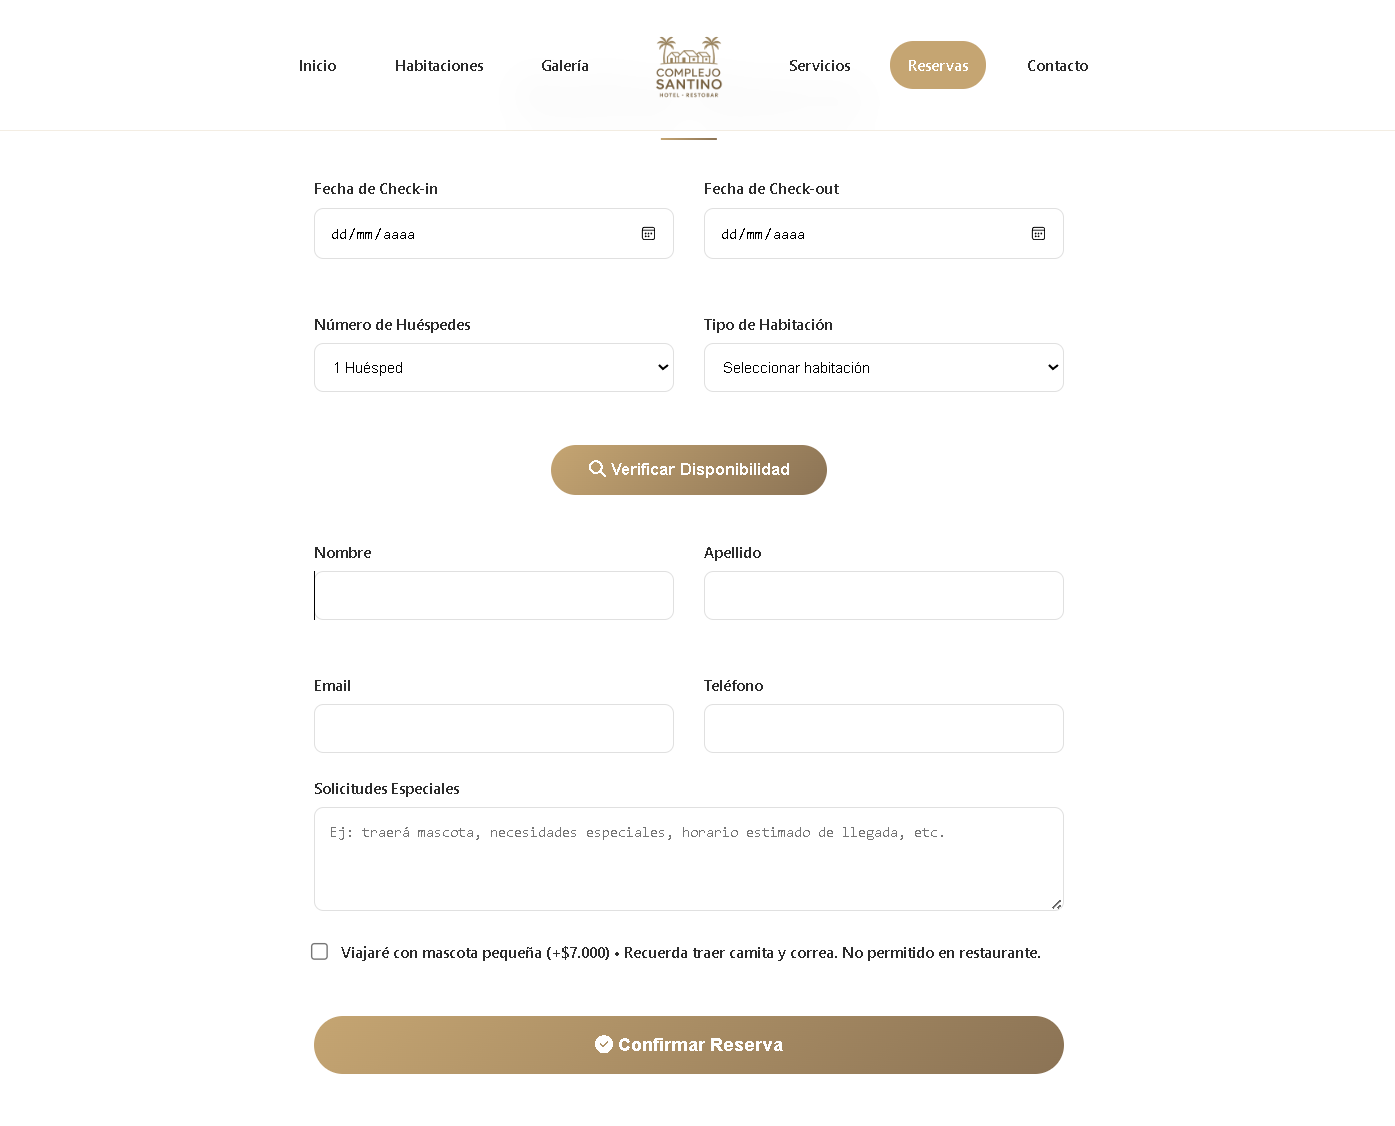 Inicio
Habitaciones
Galería
COMPLEJO
SANTINO
HOTEL • RESTOBAR
Servicios
Reservas
Contacto
Fecha de Check-in
Fecha de Check-out
dd/mm/aaaa
dd/mm/aaaa
Número de Huéspedes
Tipo de Habitación
1 Huésped
Seleccionar habitación
Verificar Disponibilidad
Nombre
Apellido
Email
Teléfono
Solicitudes Especiales
Ej: traerá mascota, necesidades especiales, horario estimado de llegada, etc.
Viajaré con mascota pequeña (+$7.000) • Recuerda traer camita y correa. No permitido en restaurante.
Confirmar Reserva